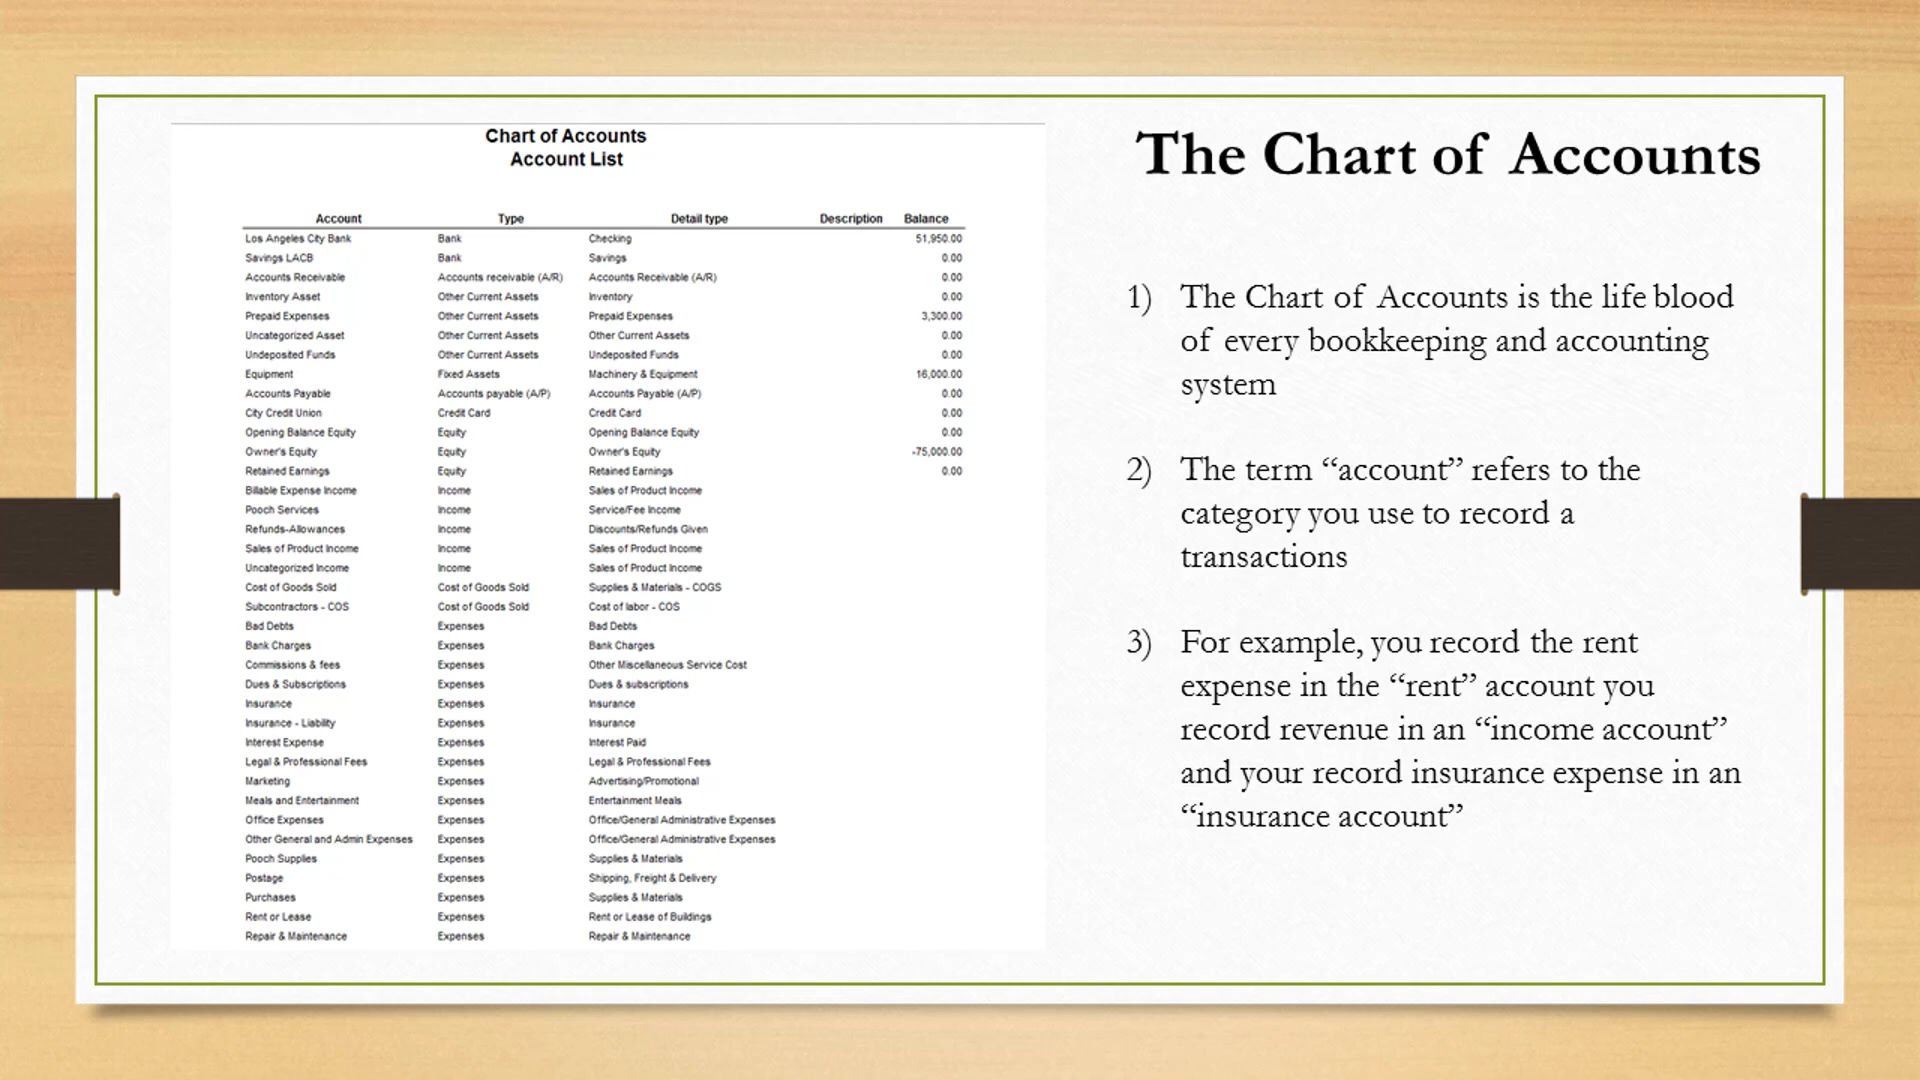 Chart of Accounts
Account List
Account Type Detail type Description Balance
Los Angeles City Bank Bank Checking 51,950.00
Savings LACB Bank Savings 0.00
Accounts Receivable Accounts receivable (A/R) Accounts Receivable (A/R) 0.00
Inventory Asset Other Current Assets Inventory 0.00
Prepaid Expenses Other Current Assets Prepaid Expenses 3,300.00
Uncategorized Asset Other Current Assets Other Current Assets 0.00
Undeposited Funds Other Current Assets Undeposited Funds 0.00
Equipment Fixed Assets Machinery & Equipment 16,000.00
Accounts Payable Accounts payable (A/P) Accounts Payable (A/P) 0.00
City Credit Union Credit Card Credit Card 0.00
Opening Balance Equity Equity Opening Balance Equity 0.00
Owner's Equity Equity Owner's Equity -75,000.00
Retained Earnings Equity Retained Earnings 0.00
Billable Expense Income Income Sales of Product Income
Pooch Services Income Service/Fee Income
Refunds-Allowances Income Discounts/Refunds Given
Sales of Product Income Income Sales of Product Income
Uncategorized Income Income Sales of Product Income
Cost of Goods Sold Cost of Goods Sold Supplies & Materials - COGS
Subcontractors - COS Cost of Goods Sold Cost of labor - COS
Bad Debts Expenses Bad Debts
Bank Charges Expenses Bank Charges
Commissions & fees Expenses Other Miscellaneous Service Cost
Dues & Subscriptions Expenses Dues & subscriptions
Insurance Expenses Insurance
Insurance - Liability Expenses Insurance
Interest Expense Expenses Interest Paid
Legal & Professional Fees Expenses Legal & Professional Fees
Marketing Expenses Advertising/Promotional
Meals and Entertainment Expenses Entertainment Meals
Office Expenses Expenses Office/General Administrative Expenses
Other General and Admin Expenses Expenses Office/General Administrative Expenses
Pooch Supplies Expenses Supplies & Materials
Postage Expenses Shipping, Freight & Delivery
Purchases Expenses Supplies & Materials
Rent or Lease Expenses Rent or Lease of Buildings
Repair & Maintenance Expenses Repair & Maintenance
The Chart of Accounts
1) The Chart of Accounts is the life blood
of every bookkeeping and accounting
system
2) The term “account” refers to the
category you use to record a
transactions
3) For example, you record the rent
expense in the “rent” account you
record revenue in an “income account”
and your record insurance expense in an
“insurance account”